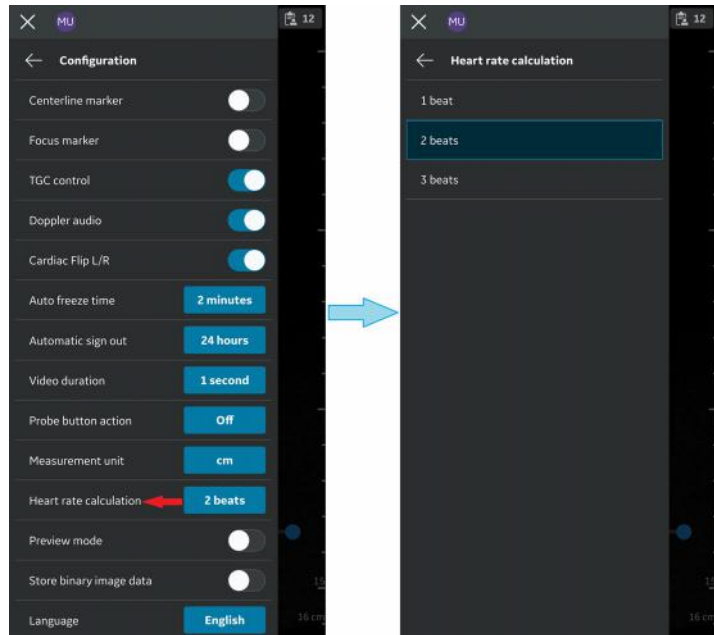 MU
12
Configuration
Centerline marker
Focus marker
TGC control
Doppler audio
Cardiac Flip L/R
Auto freeze time 2 minutes
Automatic sign out 24 hours
Video duration 1 second
Probe button action Off
Measurement unit cm
Heart rate calculation 2 beats
Preview mode
Store binary image data
15
Language English
16 cm
MU
12
Heart rate calculation
1 beat
2 beats
3 beats
15
16 cm